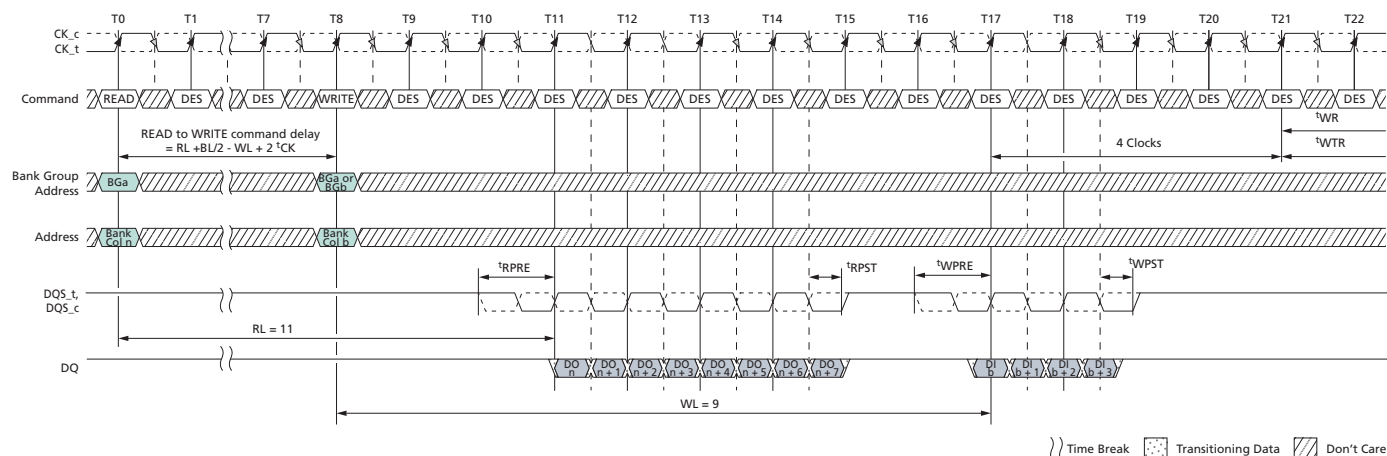 T0 T1 T7 T8 T9 T10 T11 T12 T13 T14 T15 T16 T17 T18 T19 T20 T21 T22
CK_c
CK_t
Command READ DES DES WRITE DES DES DES DES DES DES DES DES DES DES DES DES DES DES
tWR
READ to WRITE command delay
= RL +BL/2 - WL + 2 tCK
4 Clocks
tWTR
Bank Group
Address
BGa
BGa or
BGb
Address
Bank
Col n
Bank
Col b
tRPRE tRPST tWPRE tWPST
DQS_t,
DQS_c
RL = 11
DQ
DO
n
DO
n + 1
DO
n + 2
DO
n + 3
DO
n + 4
DO
n + 5
DO
n + 6
DO
n + 7
DI
b
DI
b + 1
DI
b + 2
DI
b + 3
WL = 9
Time Break Transitioning Data Don't Care